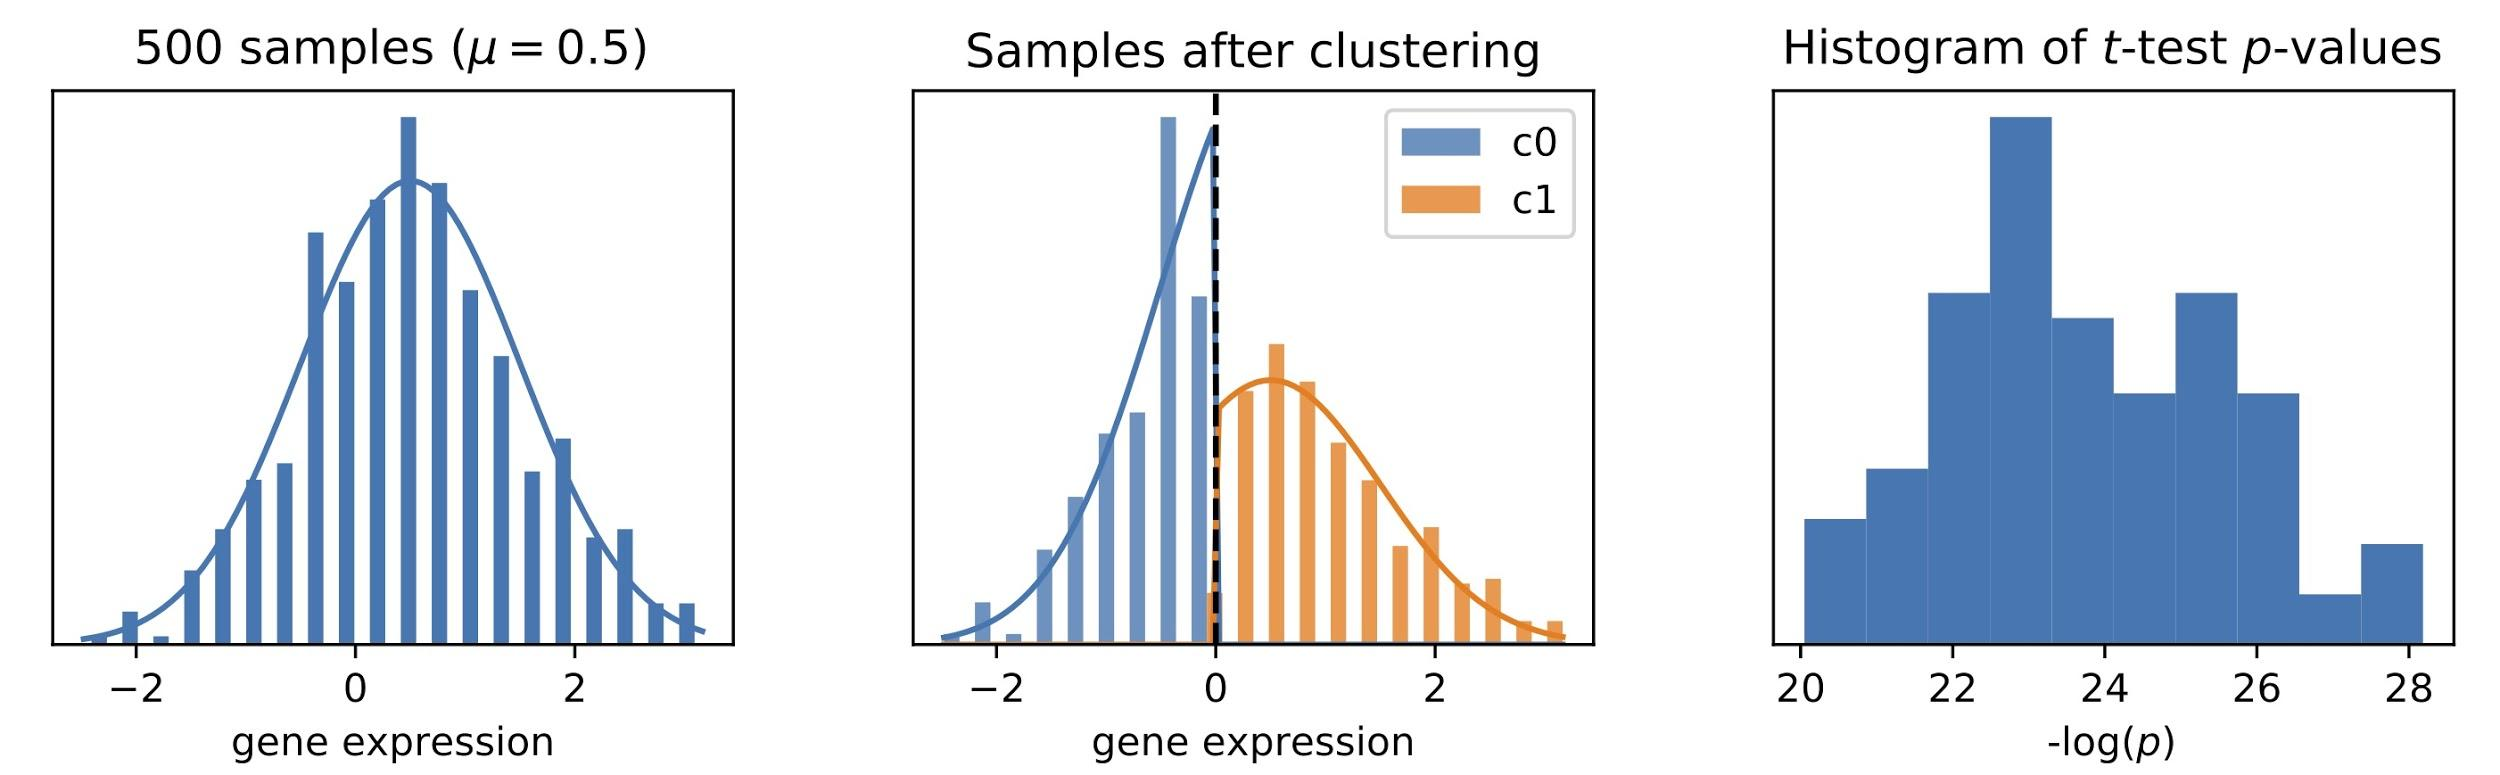 500 samples (μ = 0.5)
−2 0 2
gene expression
Samples after clustering
c0
c1
−2 0 2
gene expression
Histogram of t-test p-values
20 22 24 26 28
-log(p)